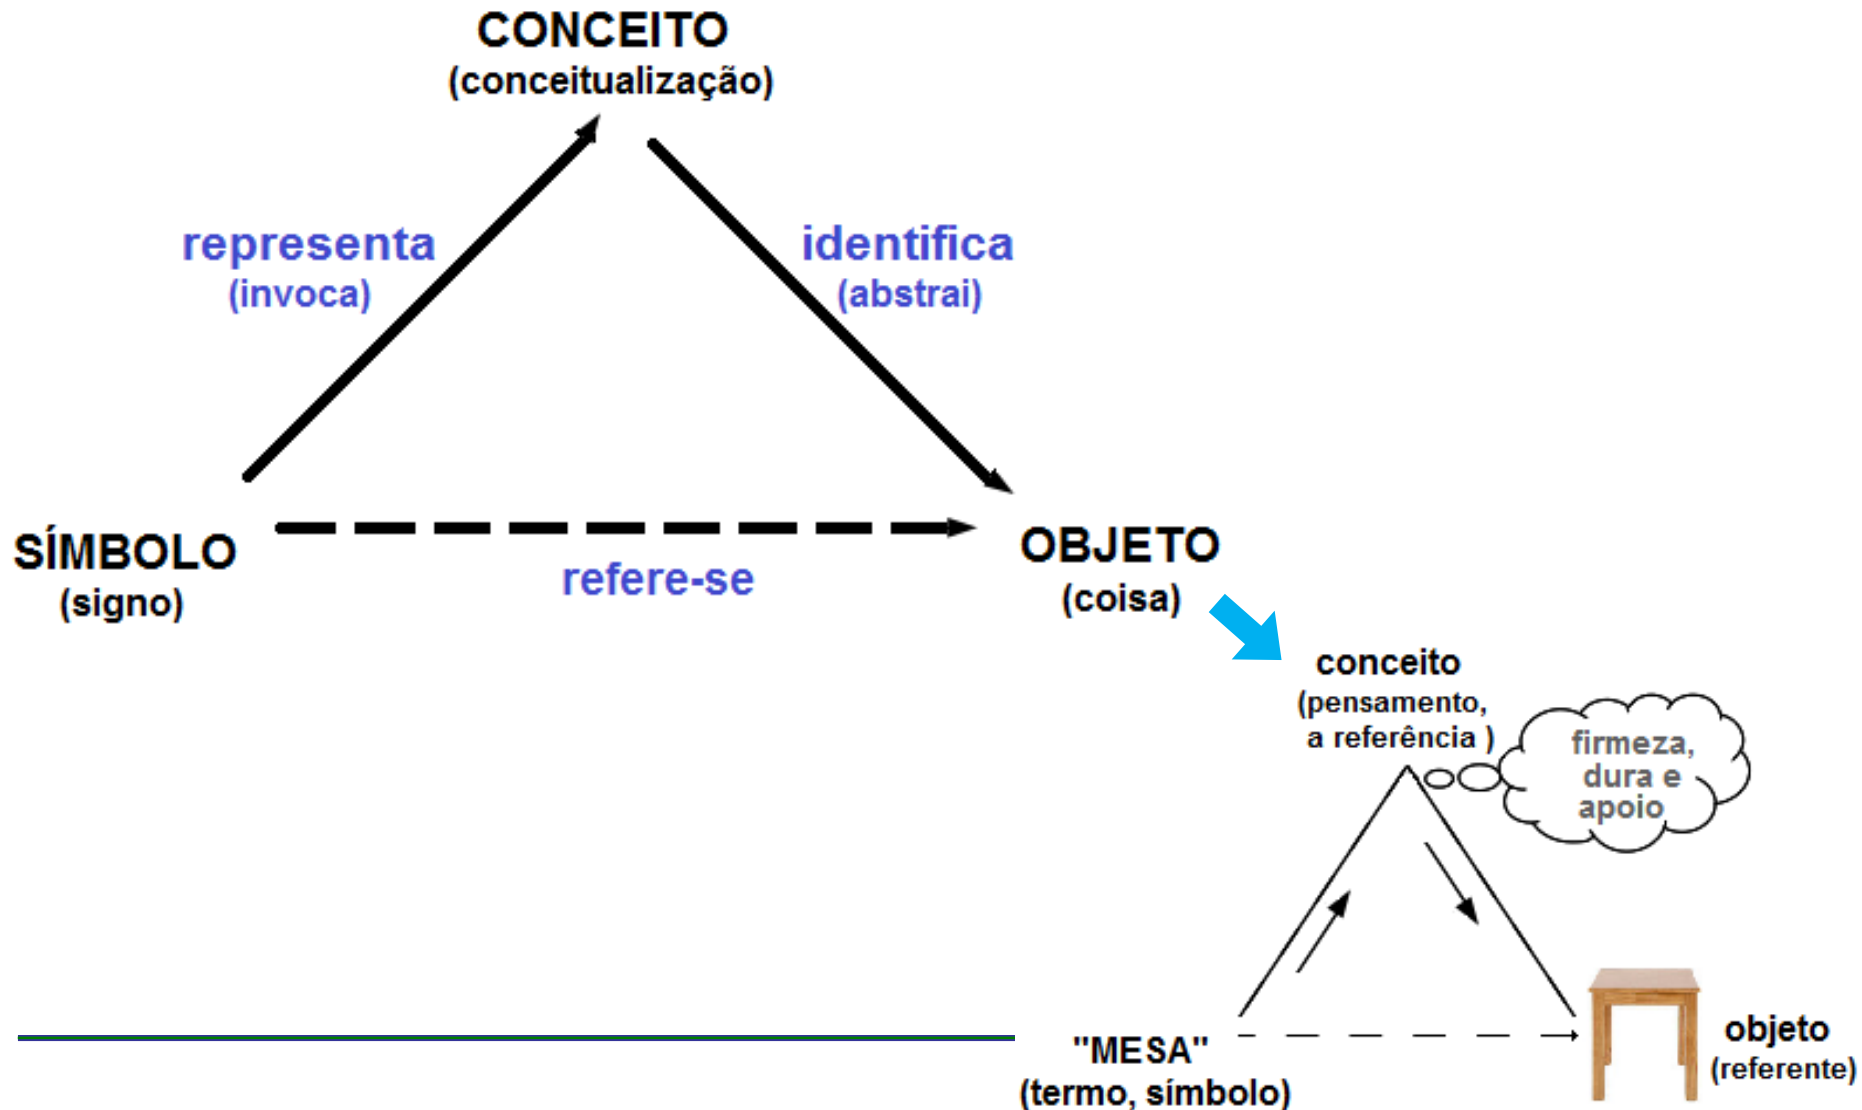 CONCEITO
(conceitualização)
representa
(invoca)
identifica
(abstrai)
SÍMBOLO
(signo)
refere-se
OBJETO
(coisa)
conceito
(pensamento,
a referência )
firmeza,
dura e
apoio
"MESA"
(termo, símbolo)
objeto
(referente)